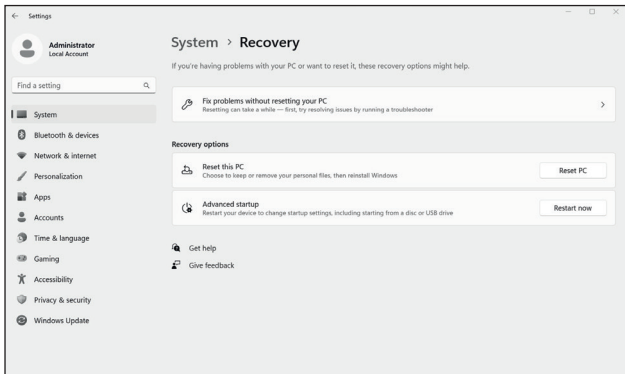 Settings
Administrator
Local Account
Find a setting
System
Bluetooth & devices
Network & internet
Personalization
Apps
Accounts
Time & language
Gaming
Accessibility
Privacy & security
Windows Update
System > Recovery
If you're having problems with your PC or want to reset it, these recovery options might help.
Fix problems without resetting your PC
Resetting can take a while — first, try resolving issues by running a troubleshooter
Recovery options
Reset this PC
Choose to keep or remove your personal files, then reinstall Windows
Reset PC
Advanced startup
Restart your device to change startup settings, including starting from a disc or USB drive
Restart now
Get help
Give feedback